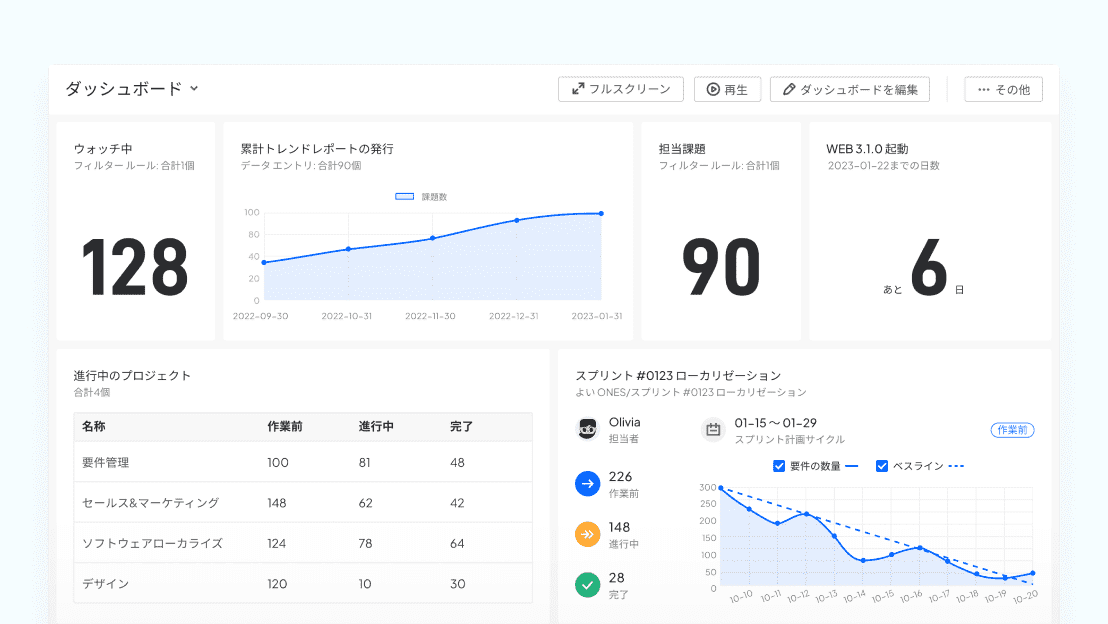 ダッシュボード
フルスクリーン
再生
ダッシュボードを編集
… その他
ウォッチ中
フィルター ルール: 合計1個
128
累計トレンドレポートの発行
データ エントリ: 合計90個
課題数
100
80
40
20
0
2022-09-30 2022-10-31 2022-11-30 2022-12-31 2023-01-31
担当課題
フィルター ルール: 合計1個
90
WEB 3.1.0 起動
2023-01-22までの日数
あと 6 日
進行中のプロジェクト
合計4個
名称 作業前 進行中 完了
要件管理 100 81 48
セールス&マーケティング 148 62 42
ソフトウェアローカライズ 124 78 64
デザイン 120 10 30
スプリント #0123 ローカリゼーション
よい ONES/スプリント #0123 ローカリゼーション
Olivia
担当者
01-15 〜 01-29
スプリント計画サイクル
作業前
226
作業前
148
進行中
28
完了
要件の数量
ベスライン
300
250
200
150
100
50
0
10-10 10-11 10-12 10-13 10-14 10-15 10-16 10-17 10-18 10-19 10-20